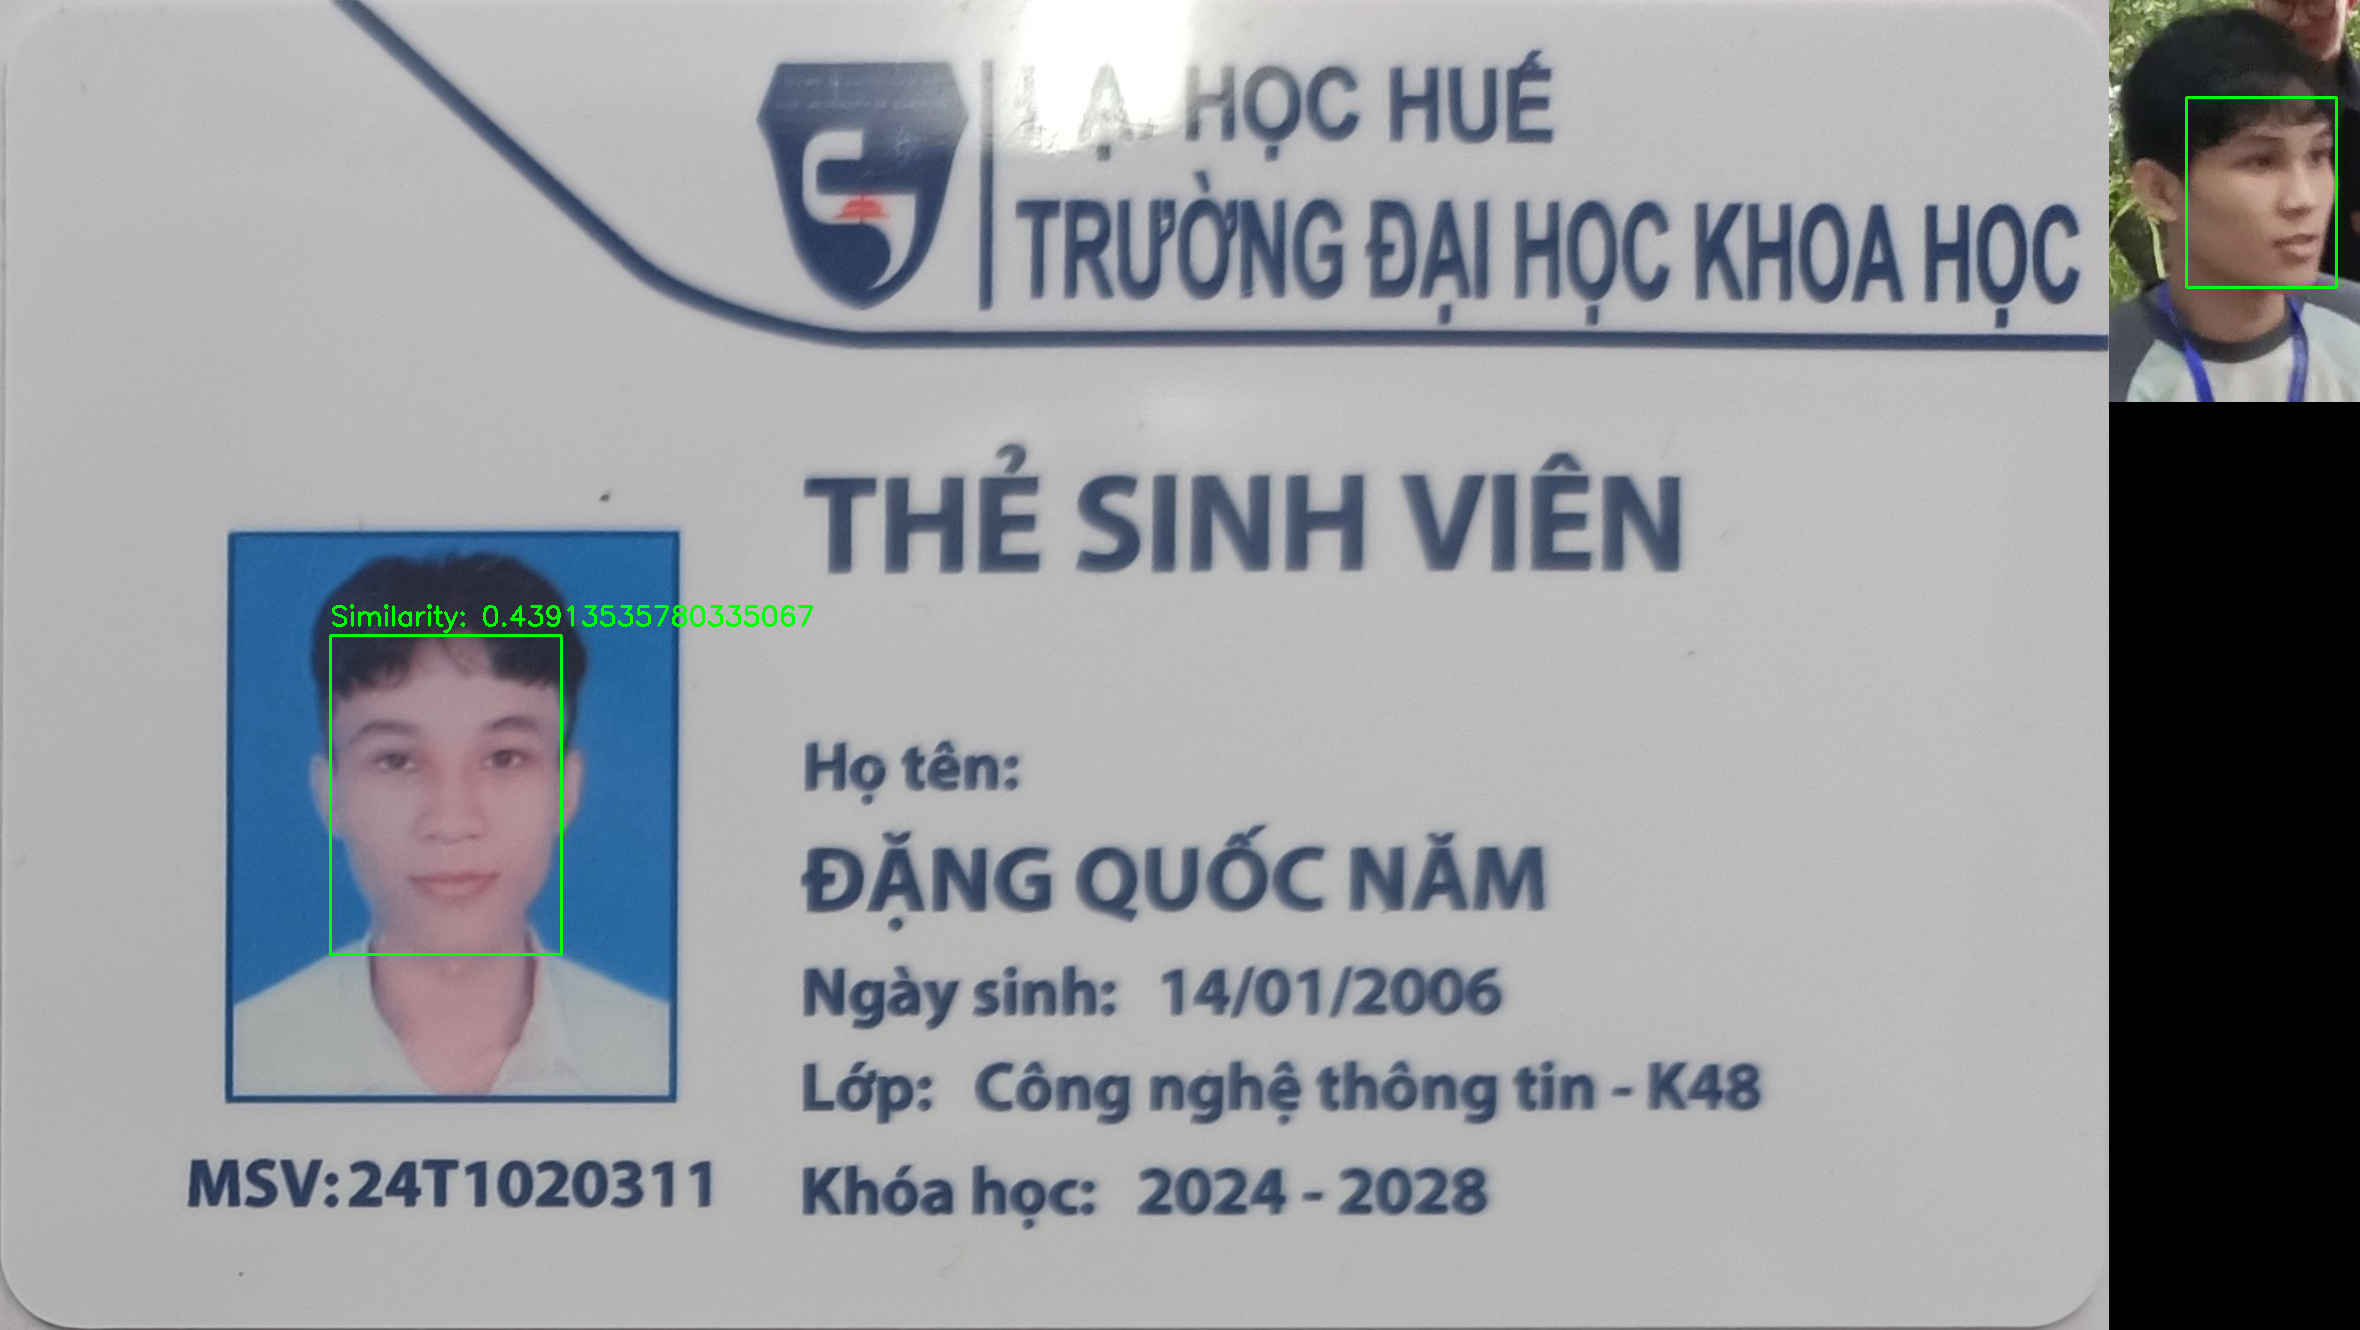 HỌC HUẾ
TRƯỜNG ĐẠI HỌC KHOA HỌC
THẺ SINH VIÊN
Similarity: 0.43913535780335067
Họ tên:
ĐẶNG QUỐC NĂM
Ngày sinh: 14/01/2006
Lớp: Công nghệ thông tin - K48
MSV:24T1020311
Khóa học: 2024 - 2028